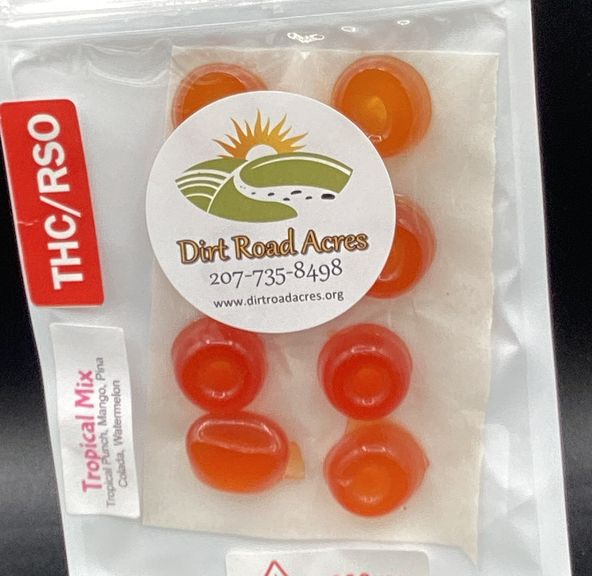 THC/RSO
Dirt Road Acres
207-735-8498
www.dirtroadacres.org
Tropical Mix
Tropical Punch, Mango, Pina
Colada, Watermelon